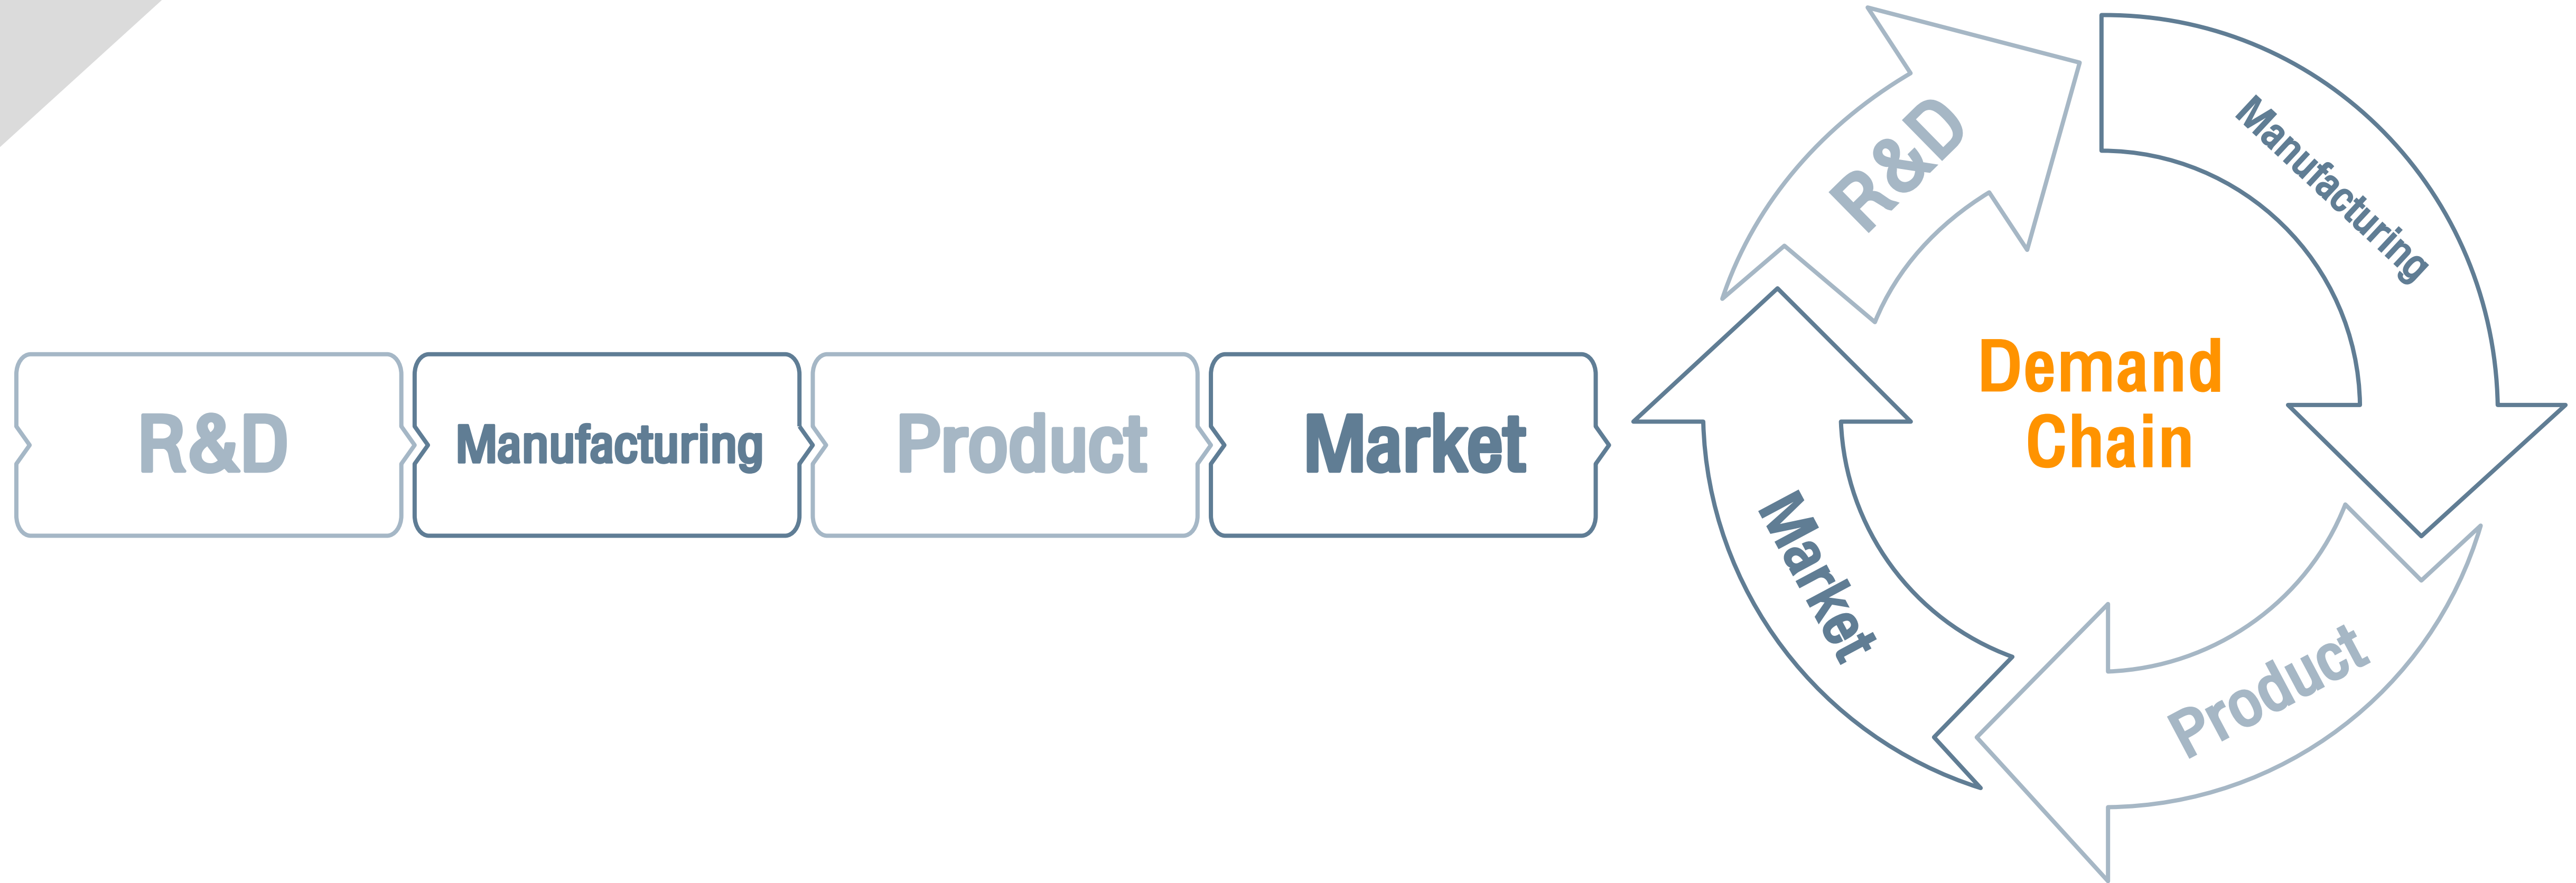 R&D
Manufacturing
Product
Market
R&D
Manufacturing
Demand
Chain
Market
Product